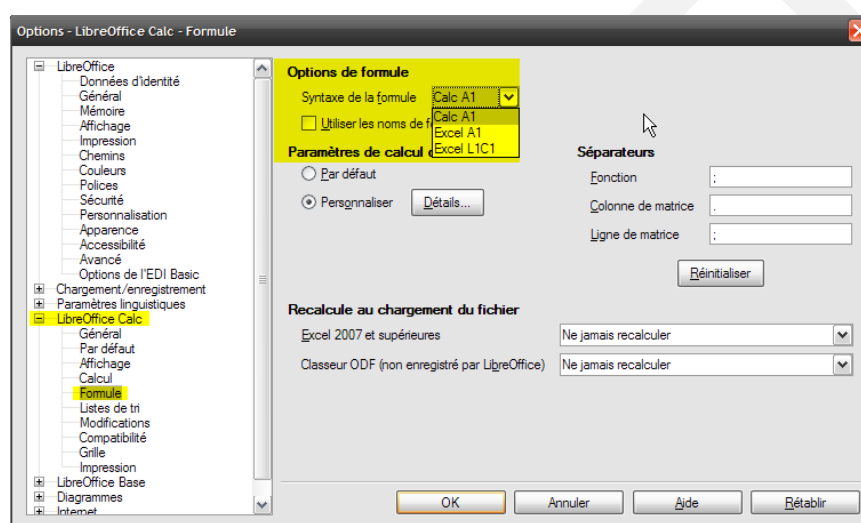 Options - LibreOffice Calc - Formule
LibreOffice
Données d'identité
Général
Mémoire
Affichage
Impression
Chemins
Couleurs
Polices
Sécurité
Personnalisation
Apparence
Accessibilité
Avancé
Options de l'EDI Basic
Chargement/enregistrement
Paramètres linguistiques
LibreOffice Calc
Général
Par défaut
Affichage
Calcul
Formule
Listes de tri
Modifications
Compatibilité
Grille
Impression
LibreOffice Base
Diagrammes
Internet
Options de formule
Syntaxe de la formule Calc A1
Calc A1
Utiliser les noms de
Excel A1
Excel L1C1
Paramètres de calcul
Par défaut
Personnaliser Détails...
Séparateurs
Fonction ;
Colonne de matrice .
Ligne de matrice ;
Réinitialiser
Recalcule au chargement du fichier
Excel 2007 et supérieures Ne jamais recalculer
Classeur ODF (non enregistré par LibreOffice) Ne jamais recalculer
OK Annuler Aide Rétablir